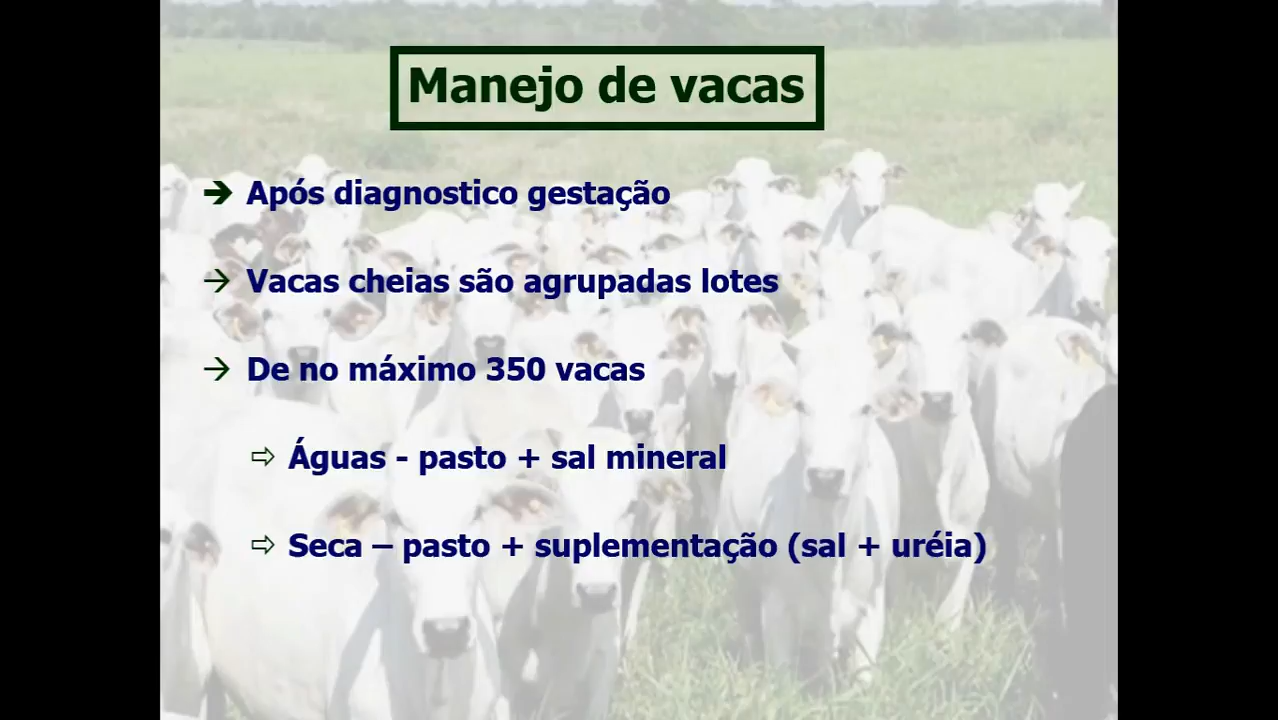 Manejo de vacas
➔ Após diagnostico gestação
→ Vacas cheias são agrupadas lotes
→ De no máximo 350 vacas
⇨ Águas - pasto + sal mineral
⇨ Seca – pasto + suplementação (sal + uréia)